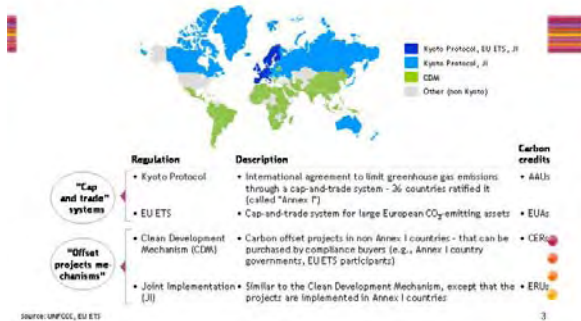 Kyoto Protocol, EU ETS, JI
Kyoto Protocol, JI
CDM
Other (non Kyoto)
Regulation Description Carbon credits
"Cap and trade" systems
• Kyoto Protocol • International agreement to limit greenhouse gas emissions through a cap-and-trade system - 36 countries ratified it (called "Annex I") • AAUs
• EU ETS • Cap-and-trade system for large European CO2-emitting assets • EUAs
"Offset projects mechanisms"
• Clean Development Mechanism (CDM) • Carbon offset projects in non Annex I countries - that can be purchased by compliance buyers (e.g., Annex I country governments, EU ETS participants) • CERs
• Joint Implementation (JI) • Similar to the Clean Development Mechanism, except that the projects are implemented in Annex I countries • ERUs
Source: UNFCCC, EU ETS
3